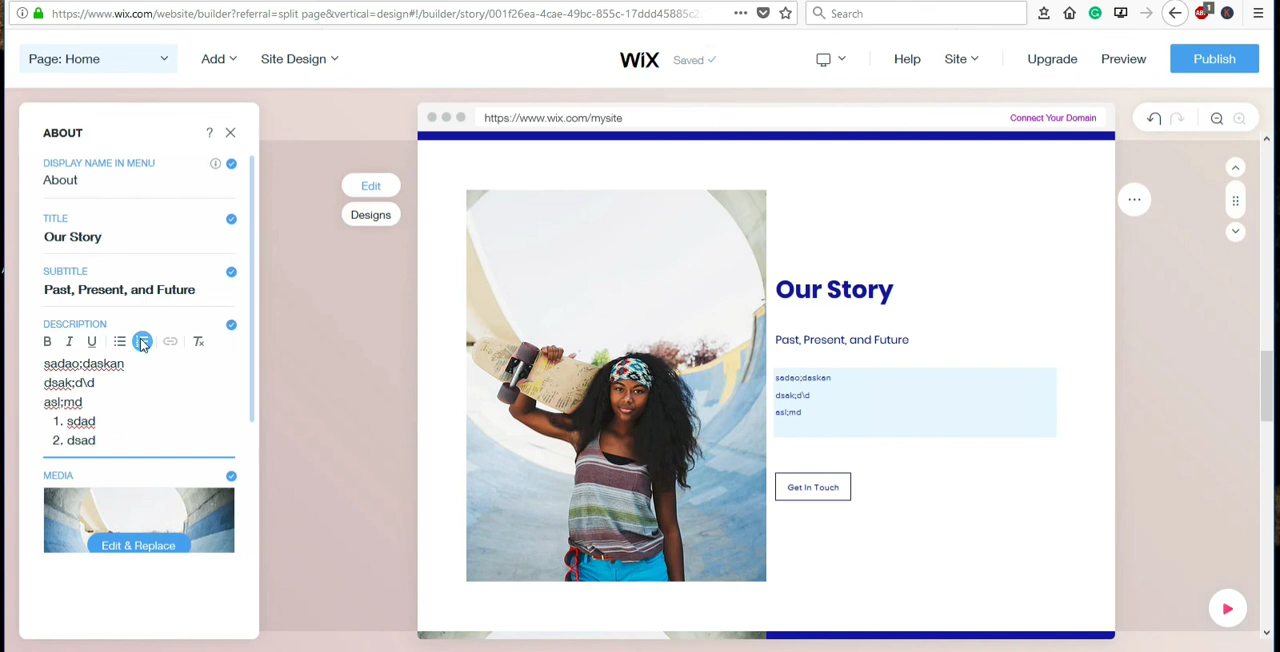 https://www.wix.com/website/builder?referral=split page&vertical=design#!/builder/story/001f26ea-4cae-49bc-855c-17ddd45885c2
Search
1
Page: Home
Add
Site Design
WiX
Saved
Help
Site
Upgrade
Preview
Publish
ABOUT
?
DISPLAY NAME IN MENU
About
TITLE
Our Story
SUBTITLE
Past, Present, and Future
DESCRIPTION
B I U Tx
sadao;daskan
dsak;d\d
asl;md
1. sdad
2. dsad
MEDIA
Edit & Replace
Edit
Designs
https://www.wix.com/mysite
Connect Your Domain
Our Story
Past, Present, and Future
sadao;daskan
dsak;d\d
asl;md
Get In Touch